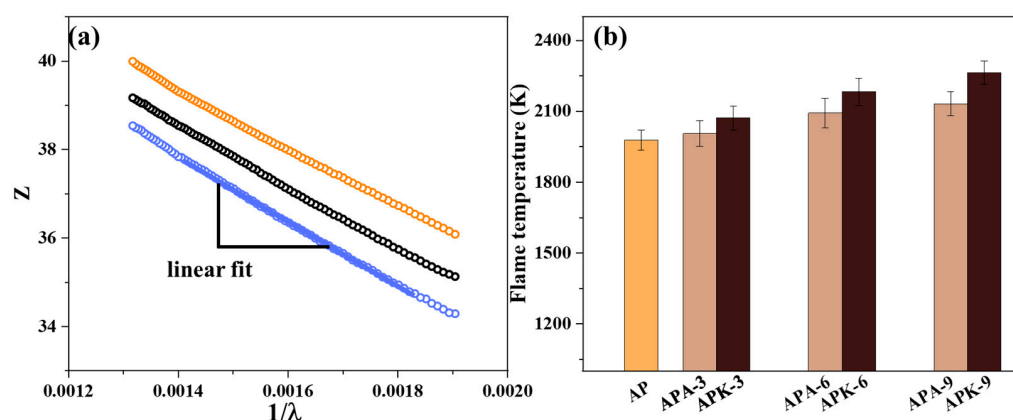 (a)
Z
40
38
36
34
linear fit
0.0012
0.0014
0.0016
0.0018
0.0020
1/λ
(b)
Flame temperature (K)
2400
2100
1800
1500
1200
AP
APA-3
APK-3
APA-6
APK-6
APA-9
APK-9